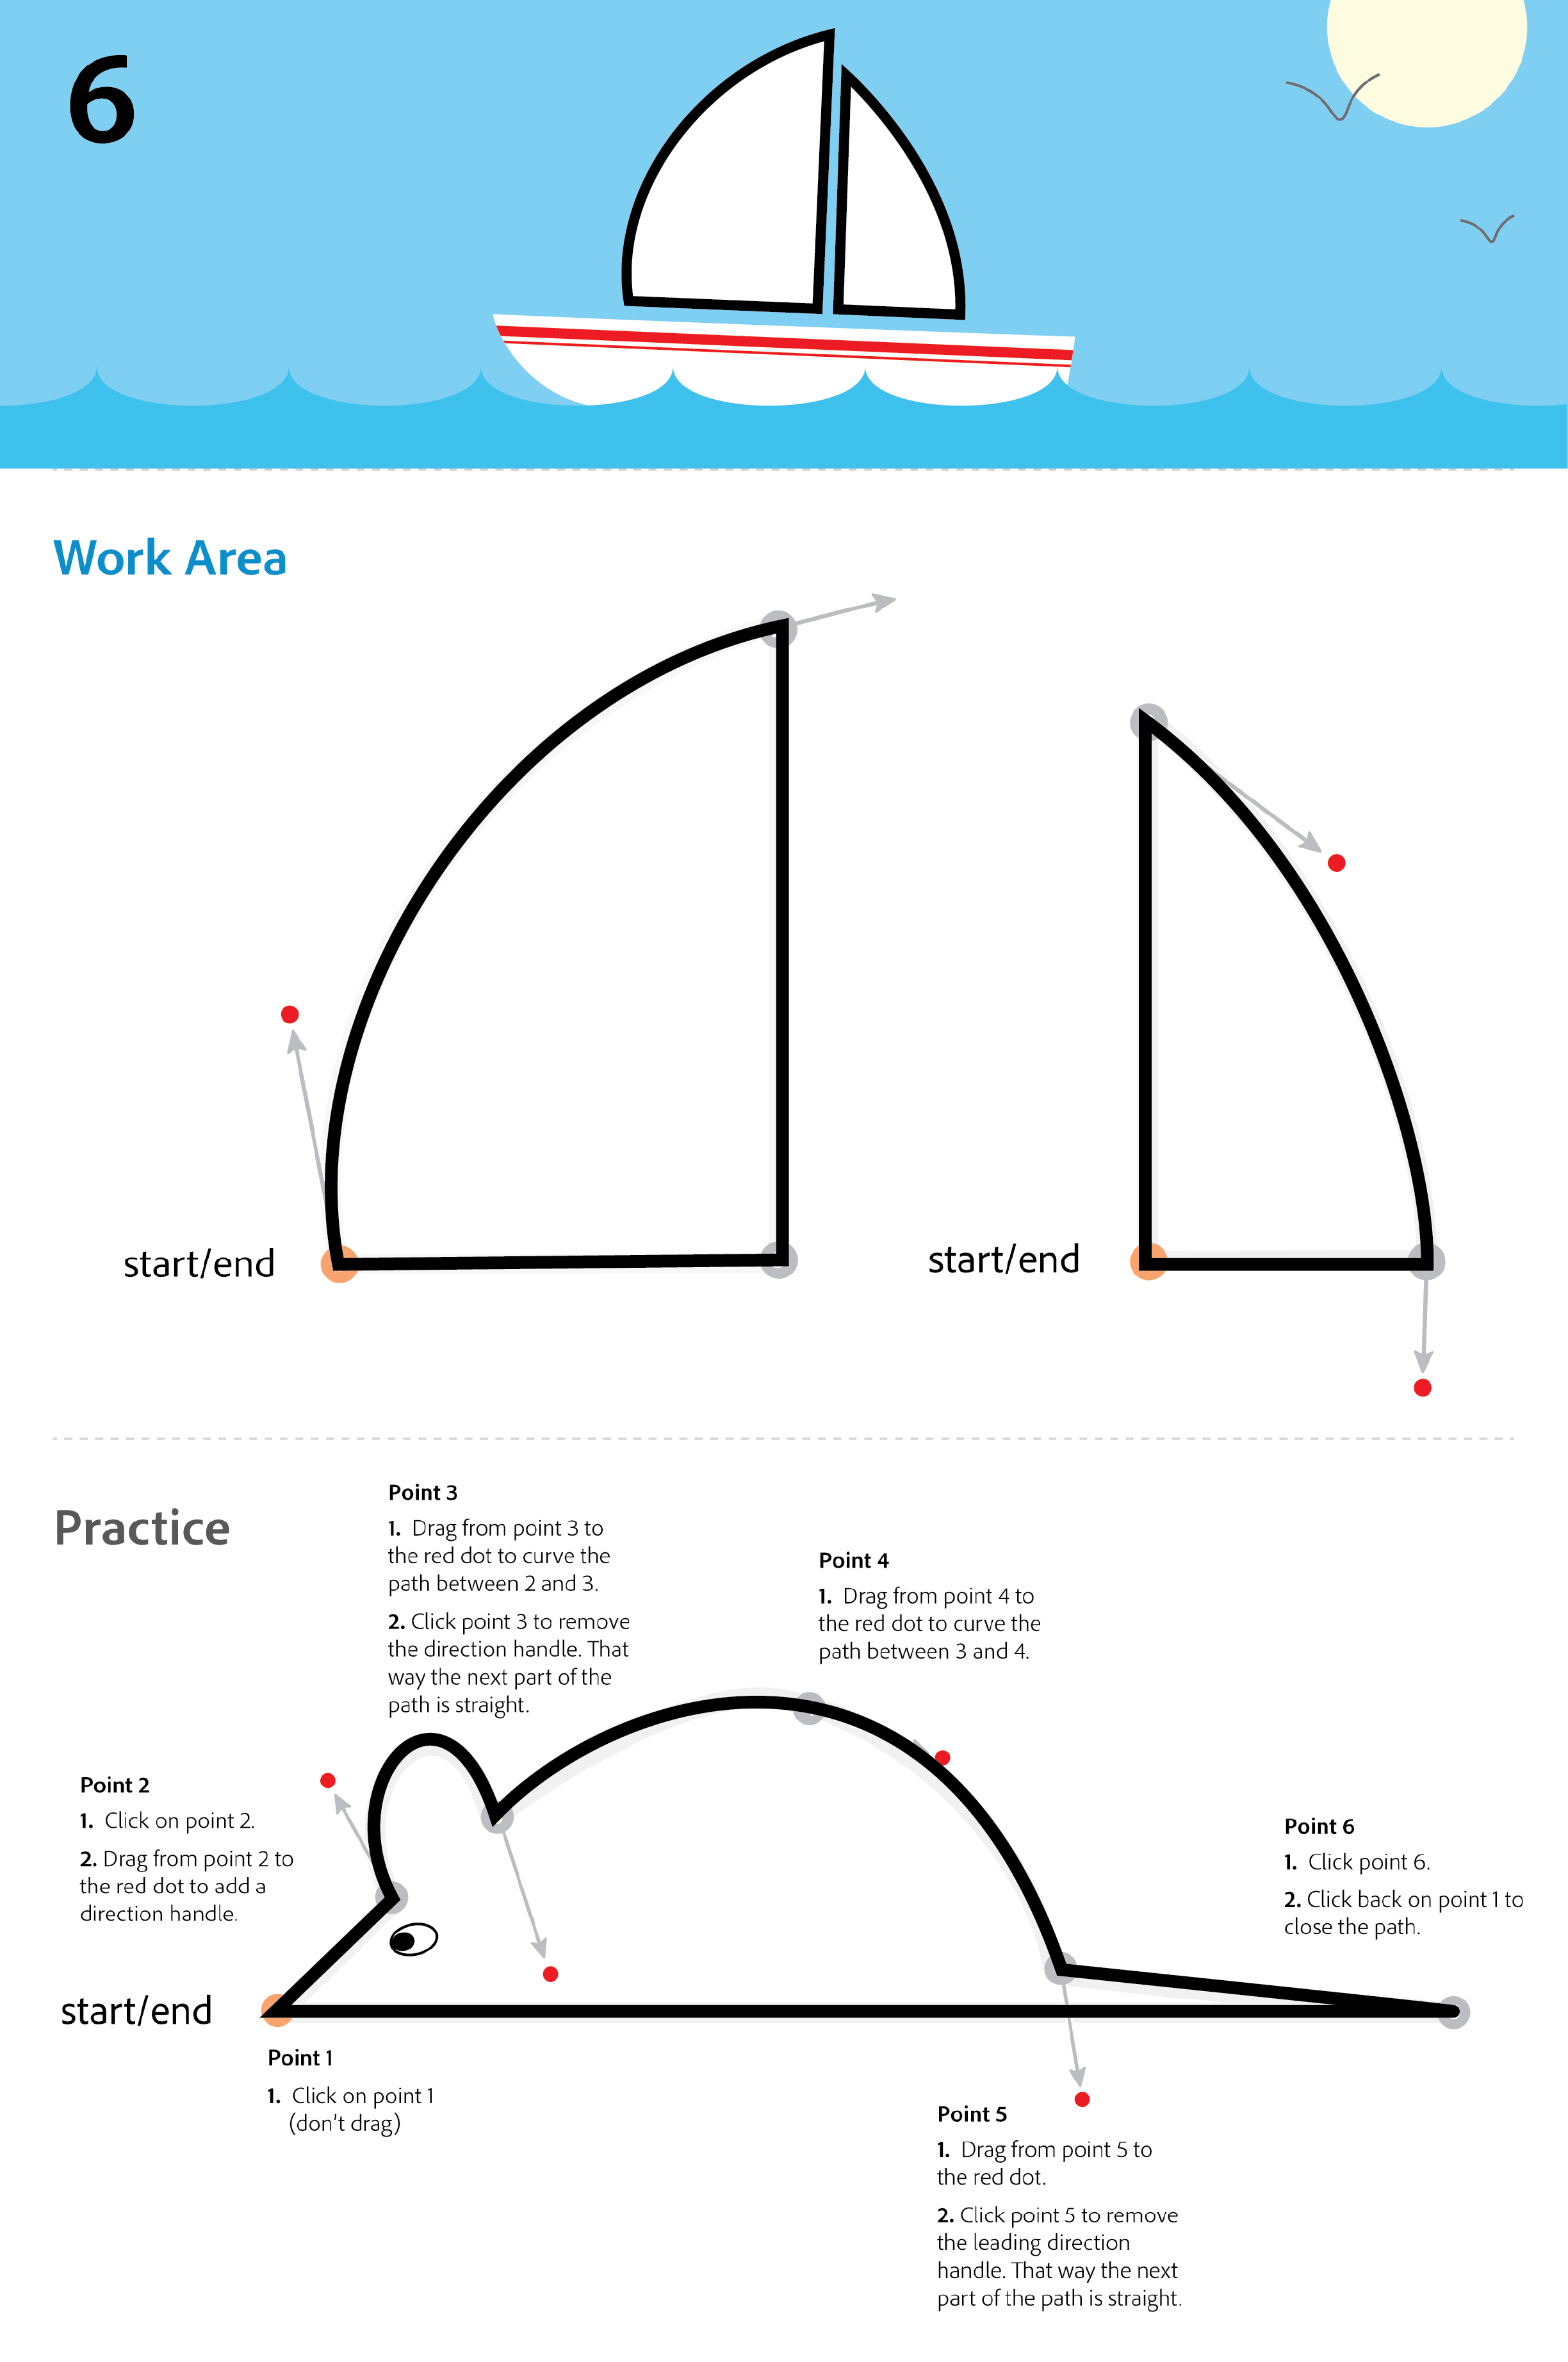 6
Work Area
start/end
start/end
Practice
Point 3
1. Drag from point 3 to
the red dot to curve the
path between 2 and 3.
2. Click point 3 to remove
the direction handle. That
way the next part of the
path is straight.
Point 4
1. Drag from point 4 to
the red dot to curve the
path between 3 and 4.
Point 2
1. Click on point 2.
2. Drag from point 2 to
the red dot to add a
direction handle.
Point 6
1. Click point 6.
2. Click back on point 1 to
close the path.
start/end
Point 1
1. Click on point 1
(don't drag)
Point 5
1. Drag from point 5 to
the red dot.
2. Click point 5 to remove
the leading direction
handle. That way the next
part of the path is straight.